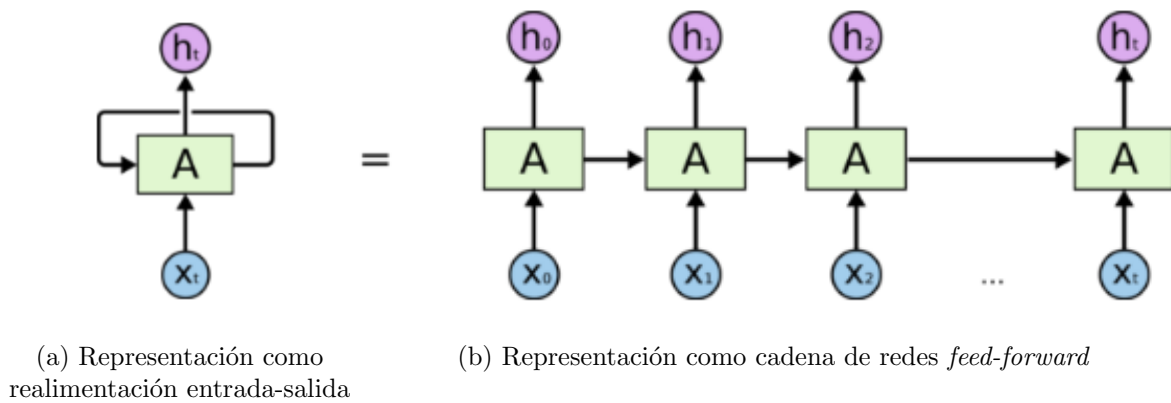 hₜ h₀ h₁ h₂ hₜ
A = A A A A
xₜ x₀ x₁ x₂ ... xₜ
(a) Representación como
realimentación entrada-salida
(b) Representación como cadena de redes feed-forward